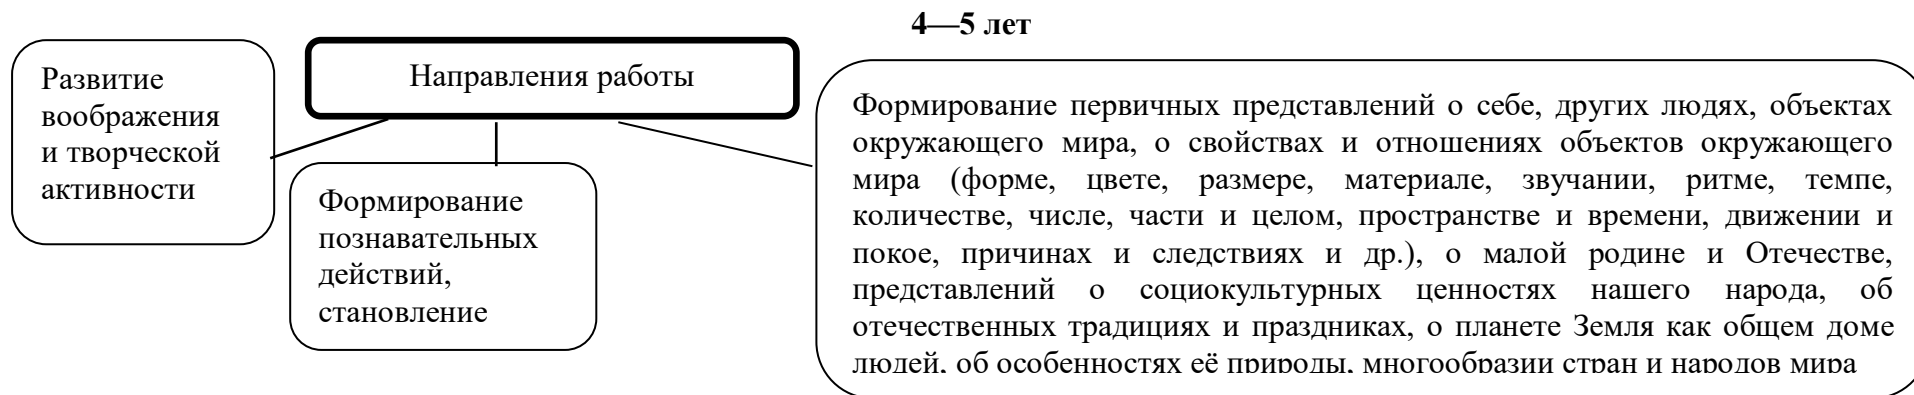 4—5 лет
Направления работы
Развитие
воображения
и творческой
активности
Формирование
познавательных
действий,
становление
Формирование первичных представлений о себе, других людях, объектах
окружающего мира, о свойствах и отношениях объектов окружающего
мира (форме, цвете, размере, материале, звучании, ритме, темпе,
количестве, числе, части и целом, пространстве и времени, движении и
покое, причинах и следствиях и др.), о малой родине и Отечестве,
представлений о социокультурных ценностях нашего народа, об
отечественных традициях и праздниках, о планете Земля как общем доме
людей, об особенностях её природы, многообразии стран и народов мира